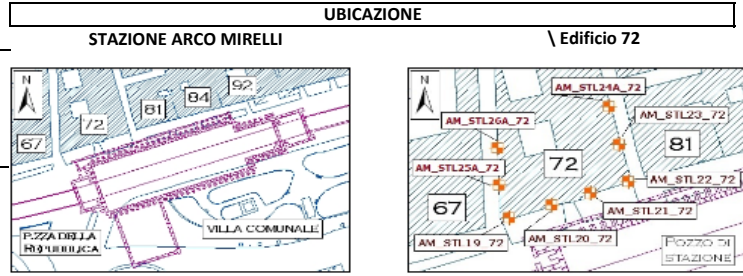 UBICAZIONE
STAZIONE ARCO MIRELLI
\ Edificio 72
N
92
84
81
72
67
P.ZZA DELLA
REPUBBLICA
VILLA COMUNALE
N
AM_STL24A_72
AM_STL26A_72
AM_STL23_72
81
72
AM_STL25A_72
AM_STL22_72
67
AM_STL21_72
AM_STL19_72
AM_STL20_72
POZZO DI
STAZIONE